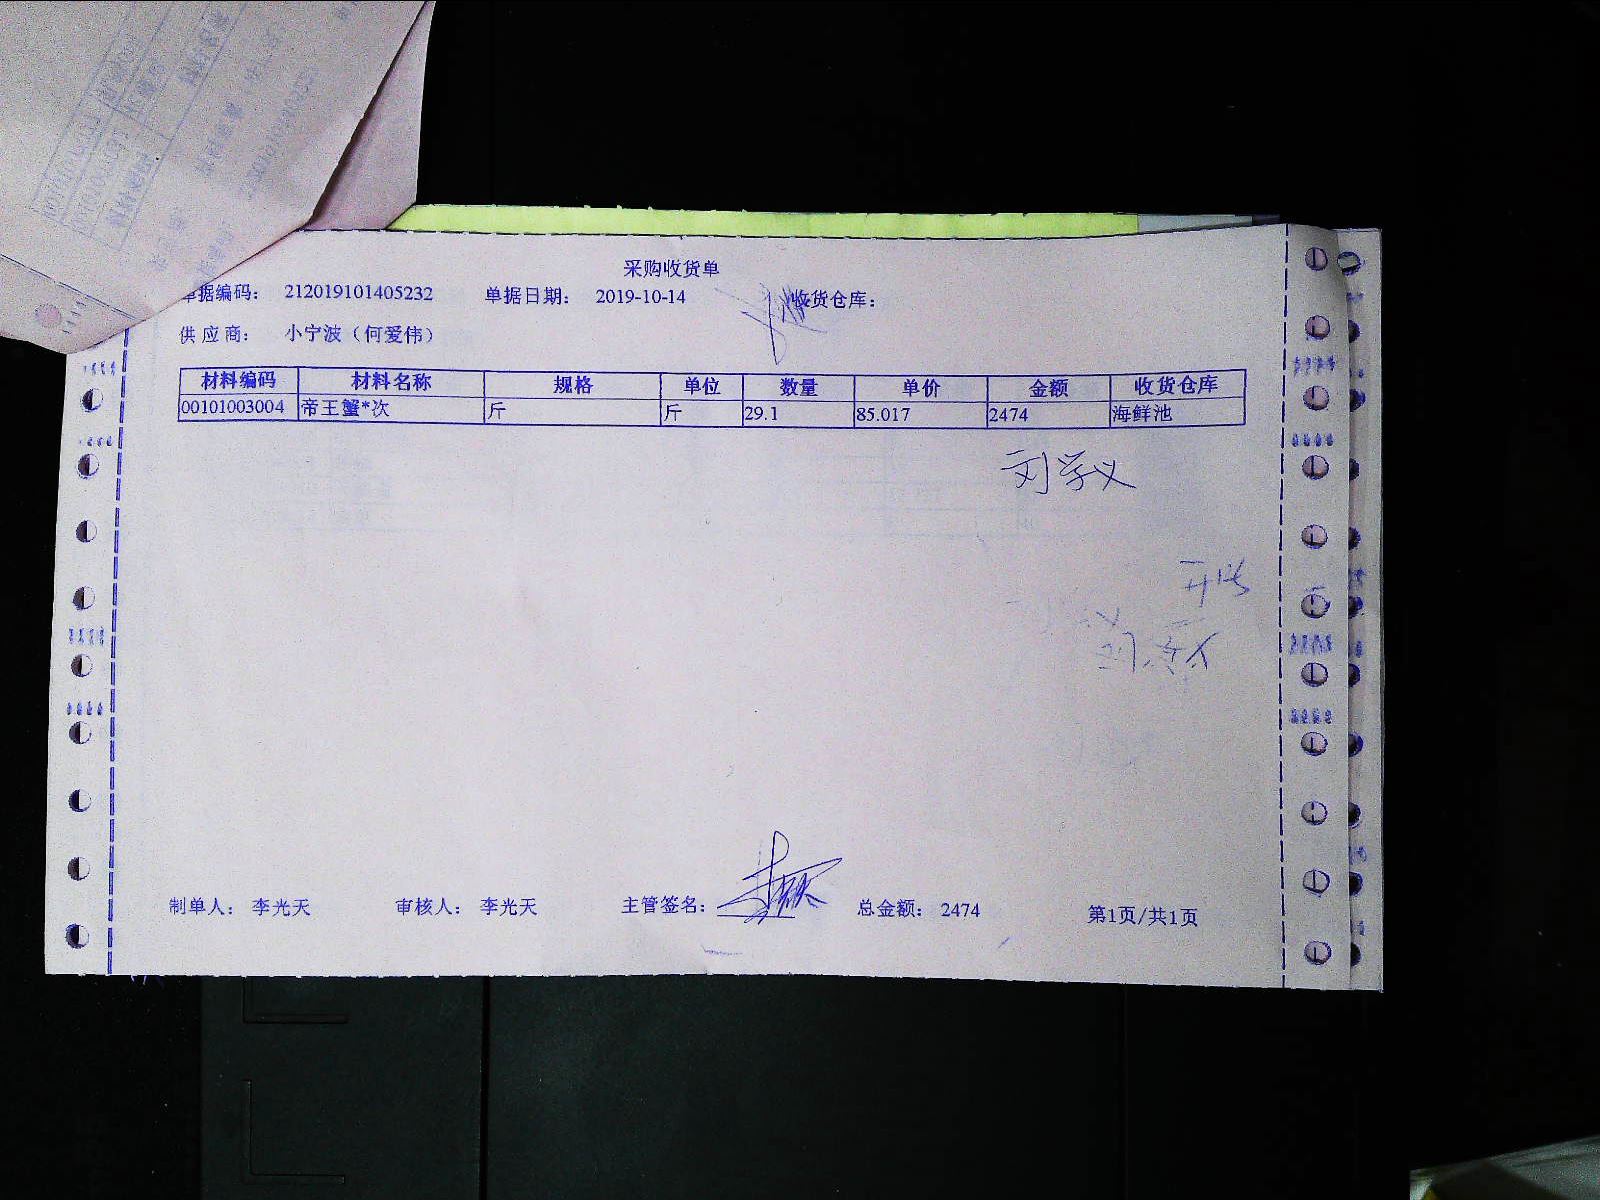 采购收货单
单据编码： 212019101405232 单据日期： 2019-10-14 收货仓库：
供 应 商： 小宁波（何爱伟）
材料编码 材料名称 规格 单位 数量 单价 金额 收货仓库
00101003004 帝王蟹*次 斤 斤 29.1 85.017 2474 海鲜池
刘学义
制单人： 李光天 审核人： 李光天 主管签名： 总金额： 2474 第1页/共1页